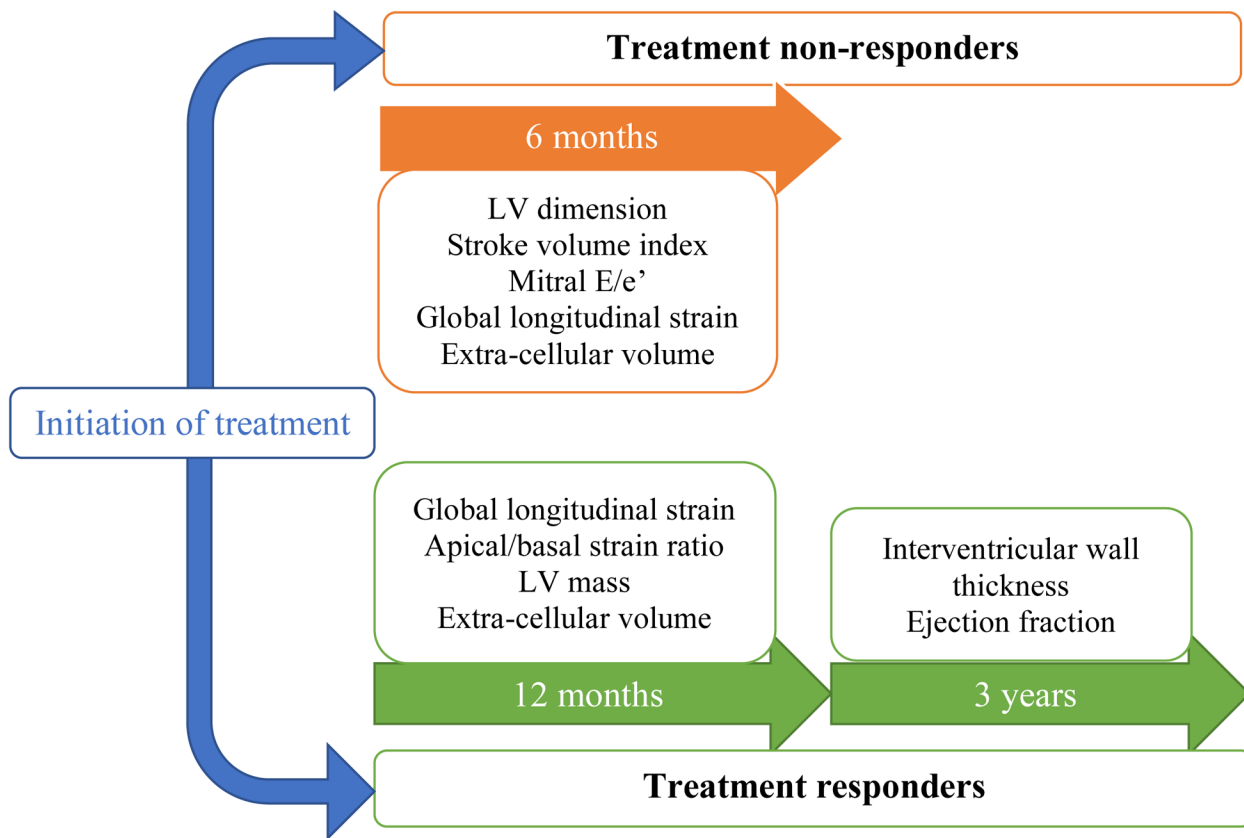 Treatment non-responders
6 months
LV dimension
Stroke volume index
Mitral E/e’
Global longitudinal strain
Extra-cellular volume
Initiation of treatment
Global longitudinal strain
Apical/basal strain ratio
LV mass
Extra-cellular volume
12 months
Interventricular wall
thickness
Ejection fraction
3 years
Treatment responders